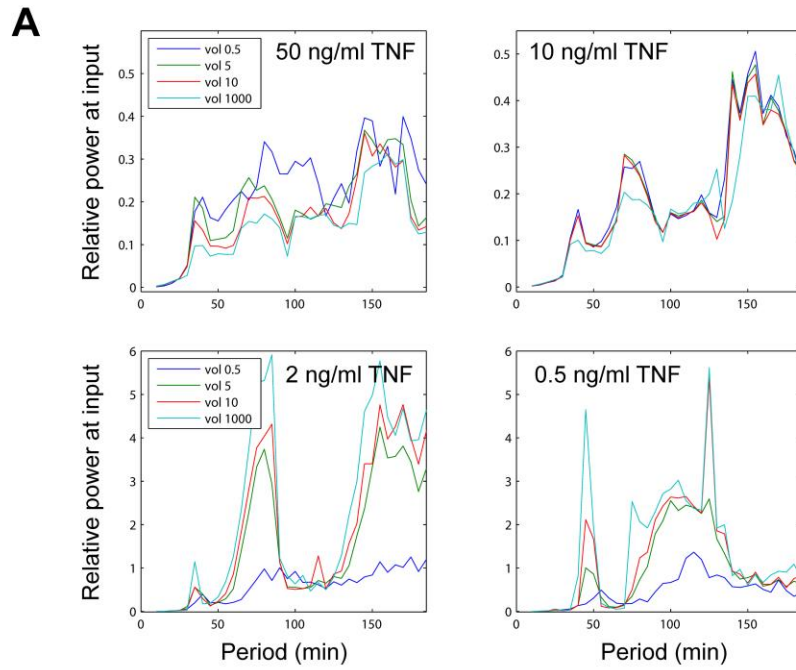 A
50 ng/ml TNF
vol 0.5
vol 5
vol 10
vol 1000
Relative power at input
0.5
0.4
0.3
0.2
0.1
0
0 50 100 150
10 ng/ml TNF
0.5
0.4
0.3
0.2
0.1
0
0 50 100 150
2 ng/ml TNF
vol 0.5
vol 5
vol 10
vol 1000
Relative power at input
6
5
4
3
2
1
0
0 50 100 150
Period (min)
0.5 ng/ml TNF
6
5
4
3
2
1
0
0 50 100 150
Period (min)